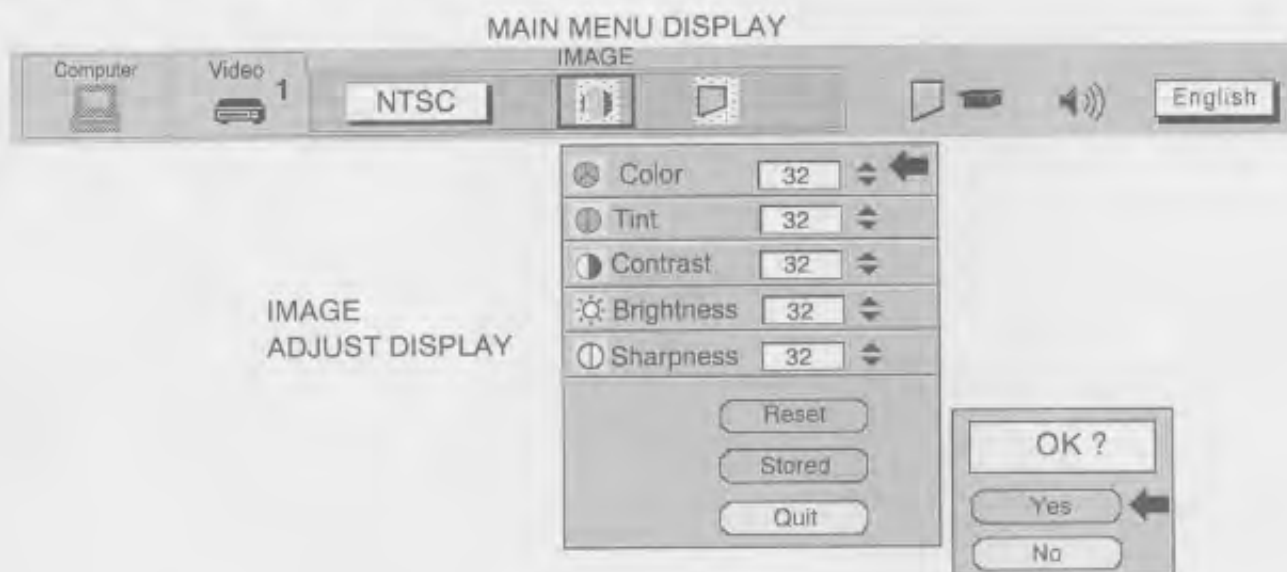 MAIN MENU DISPLAY
IMAGE
Computer
Video 1
NTSC
English
Color 32
Tint 32
Contrast 32
Brightness 32
Sharpness 32
IMAGE
ADJUST DISPLAY
Reset
Stored
Quit
OK ?
Yes
No